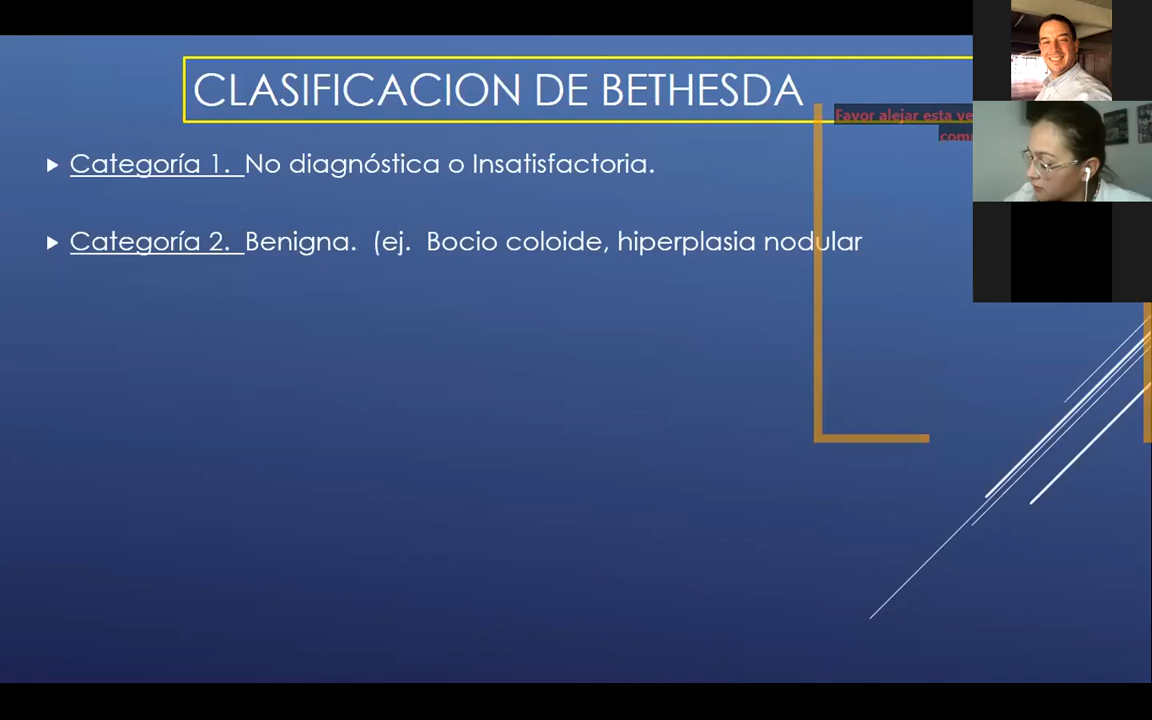 CLASIFICACION DE BETHESDA
Favor alejar esta
Categoría 1. No diagnóstica o Insatisfactoria.
Categoría 2. Benigna. (ej. Bocio coloide, hiperplasia nodular